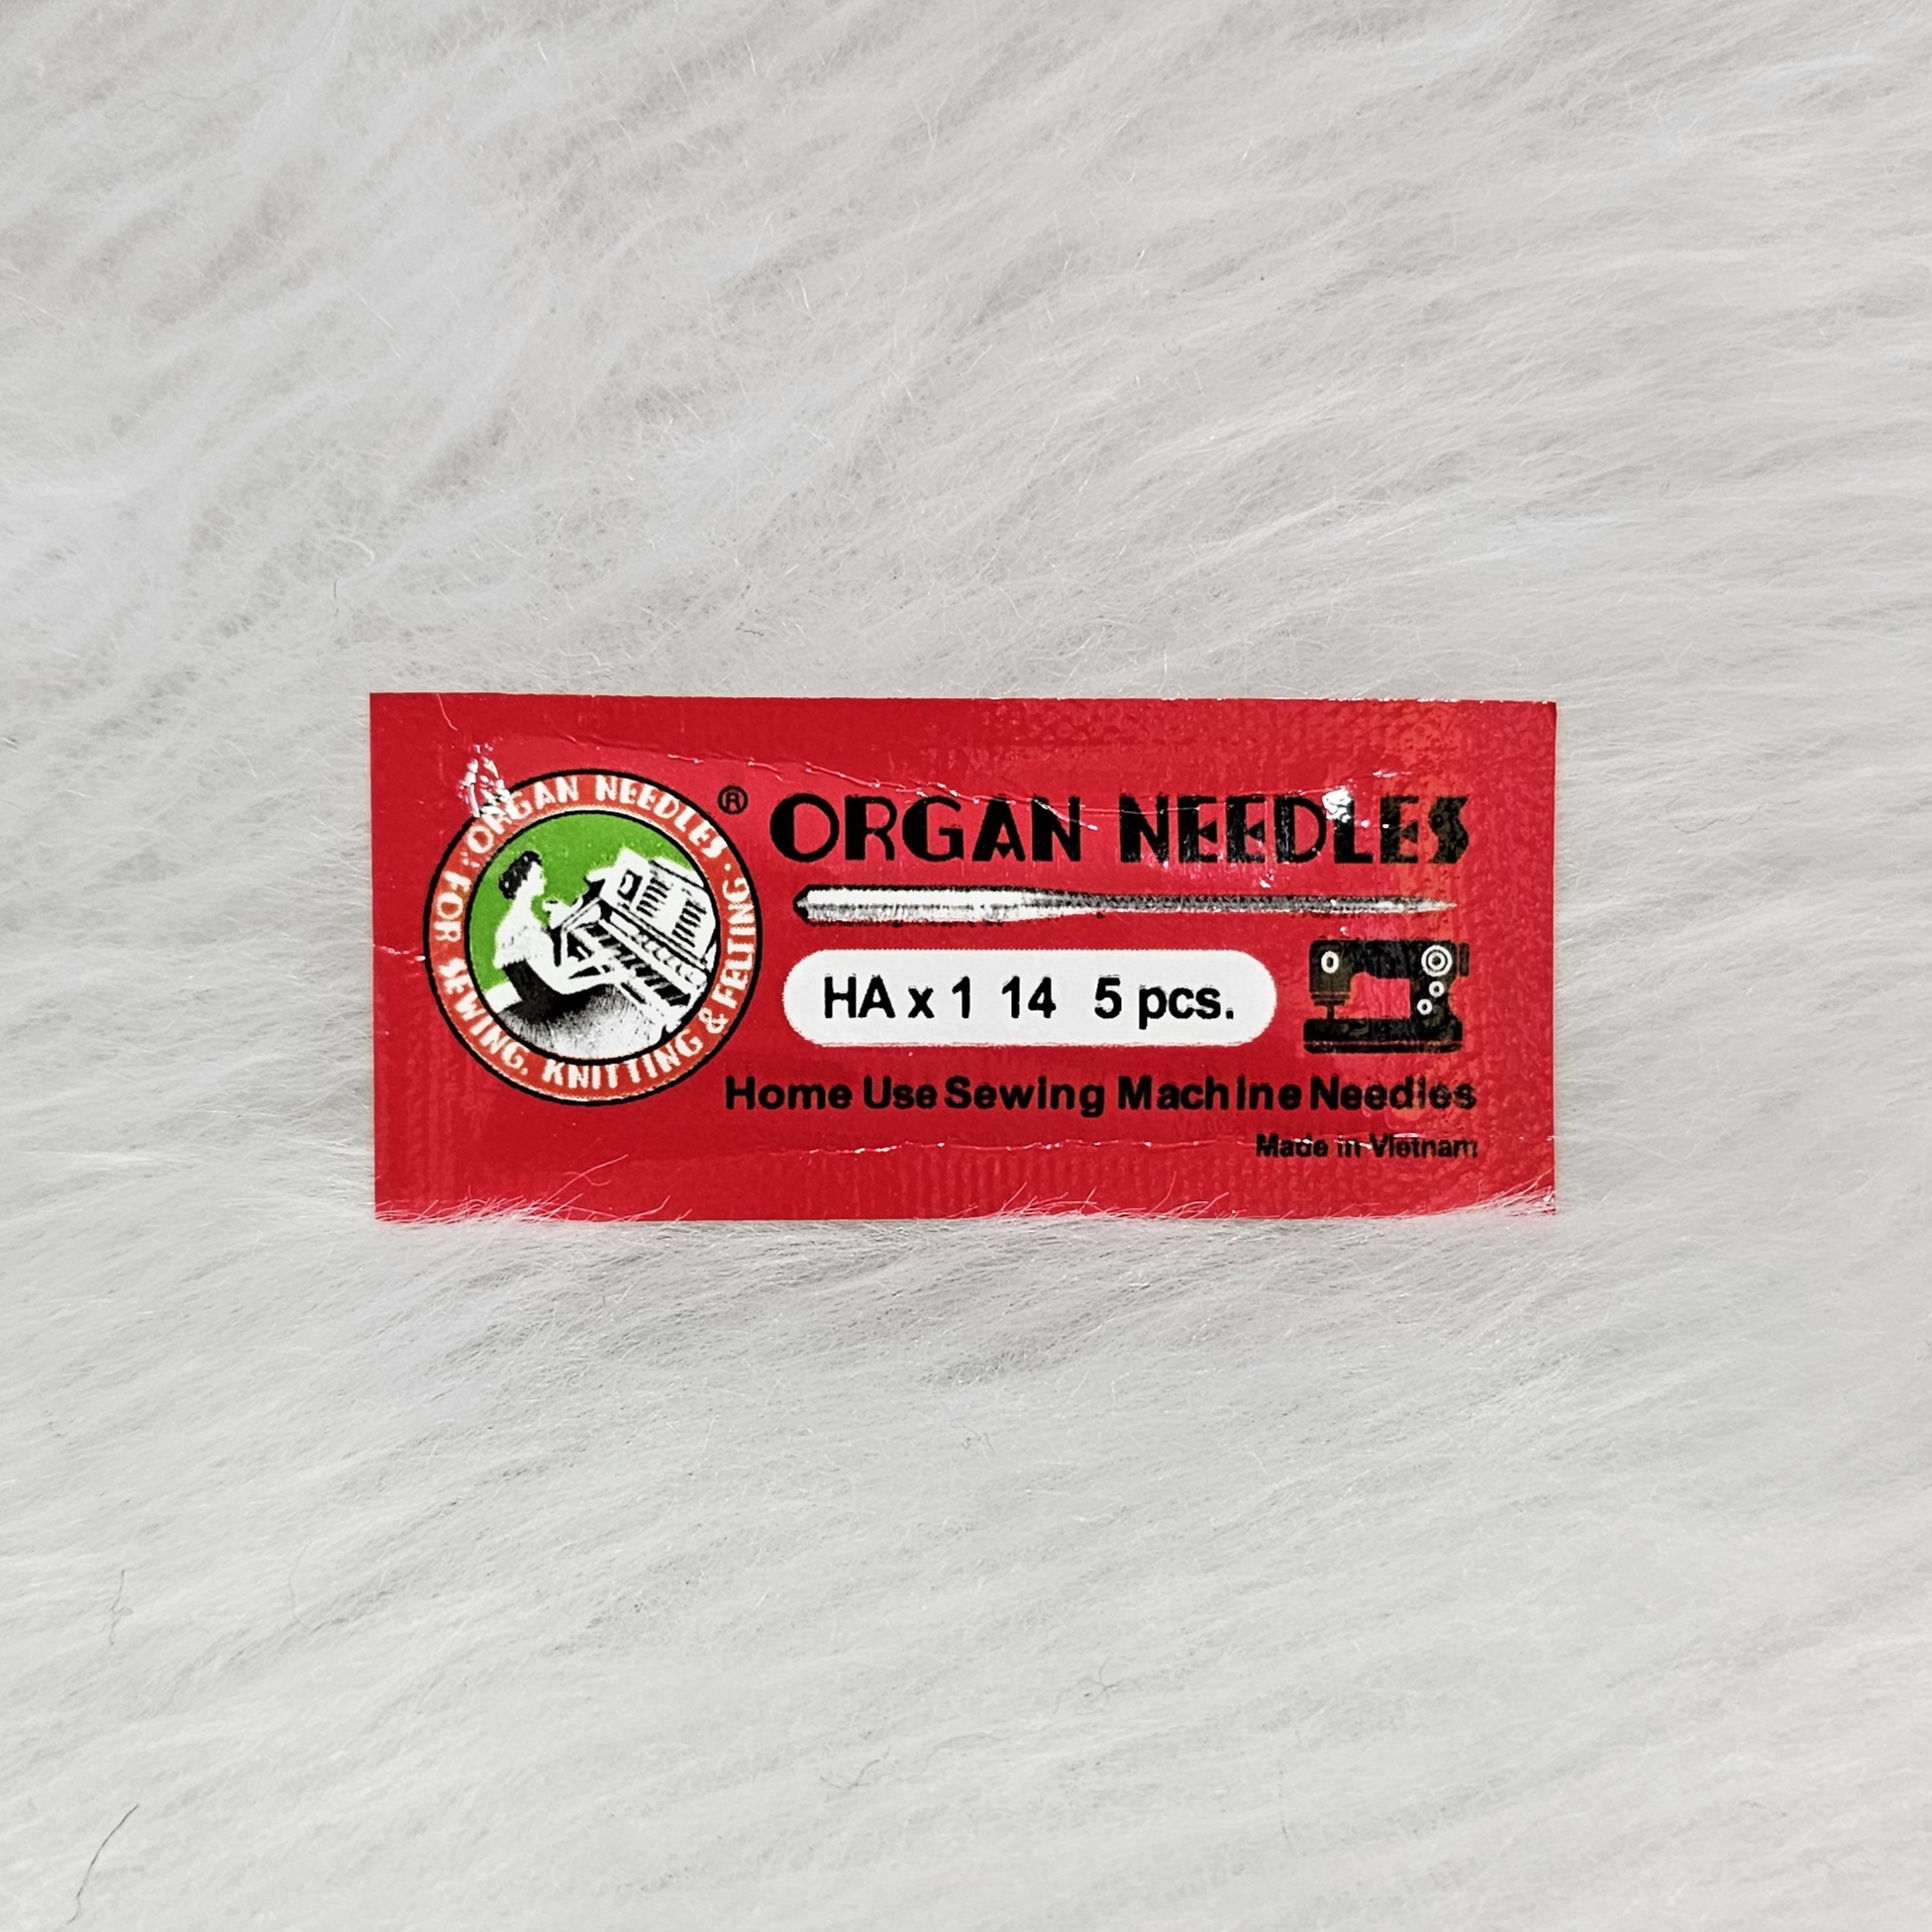 ORGAN NEEDLES
FOR SEWING, KNITTING & FELTING
®
ORGAN NEEDLES
HA x 1 14 5 pcs.
Home Use Sewing Machine Needles
Made in Vietnam